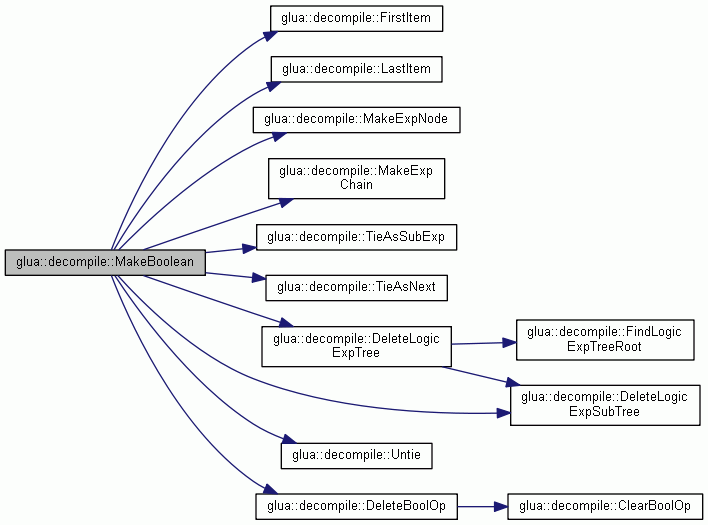 glua::decompile::FirstItem
glua::decompile::LastItem
glua::decompile::MakeExpNode
glua::decompile::MakeExp
Chain
glua::decompile::TieAsSubExp
glua::decompile::MakeBoolean
glua::decompile::TieAsNext
glua::decompile::DeleteLogic
ExpTree
glua::decompile::FindLogic
ExpTreeRoot
glua::decompile::DeleteLogic
ExpSubTree
glua::decompile::Untie
glua::decompile::DeleteBoolOp
glua::decompile::ClearBoolOp